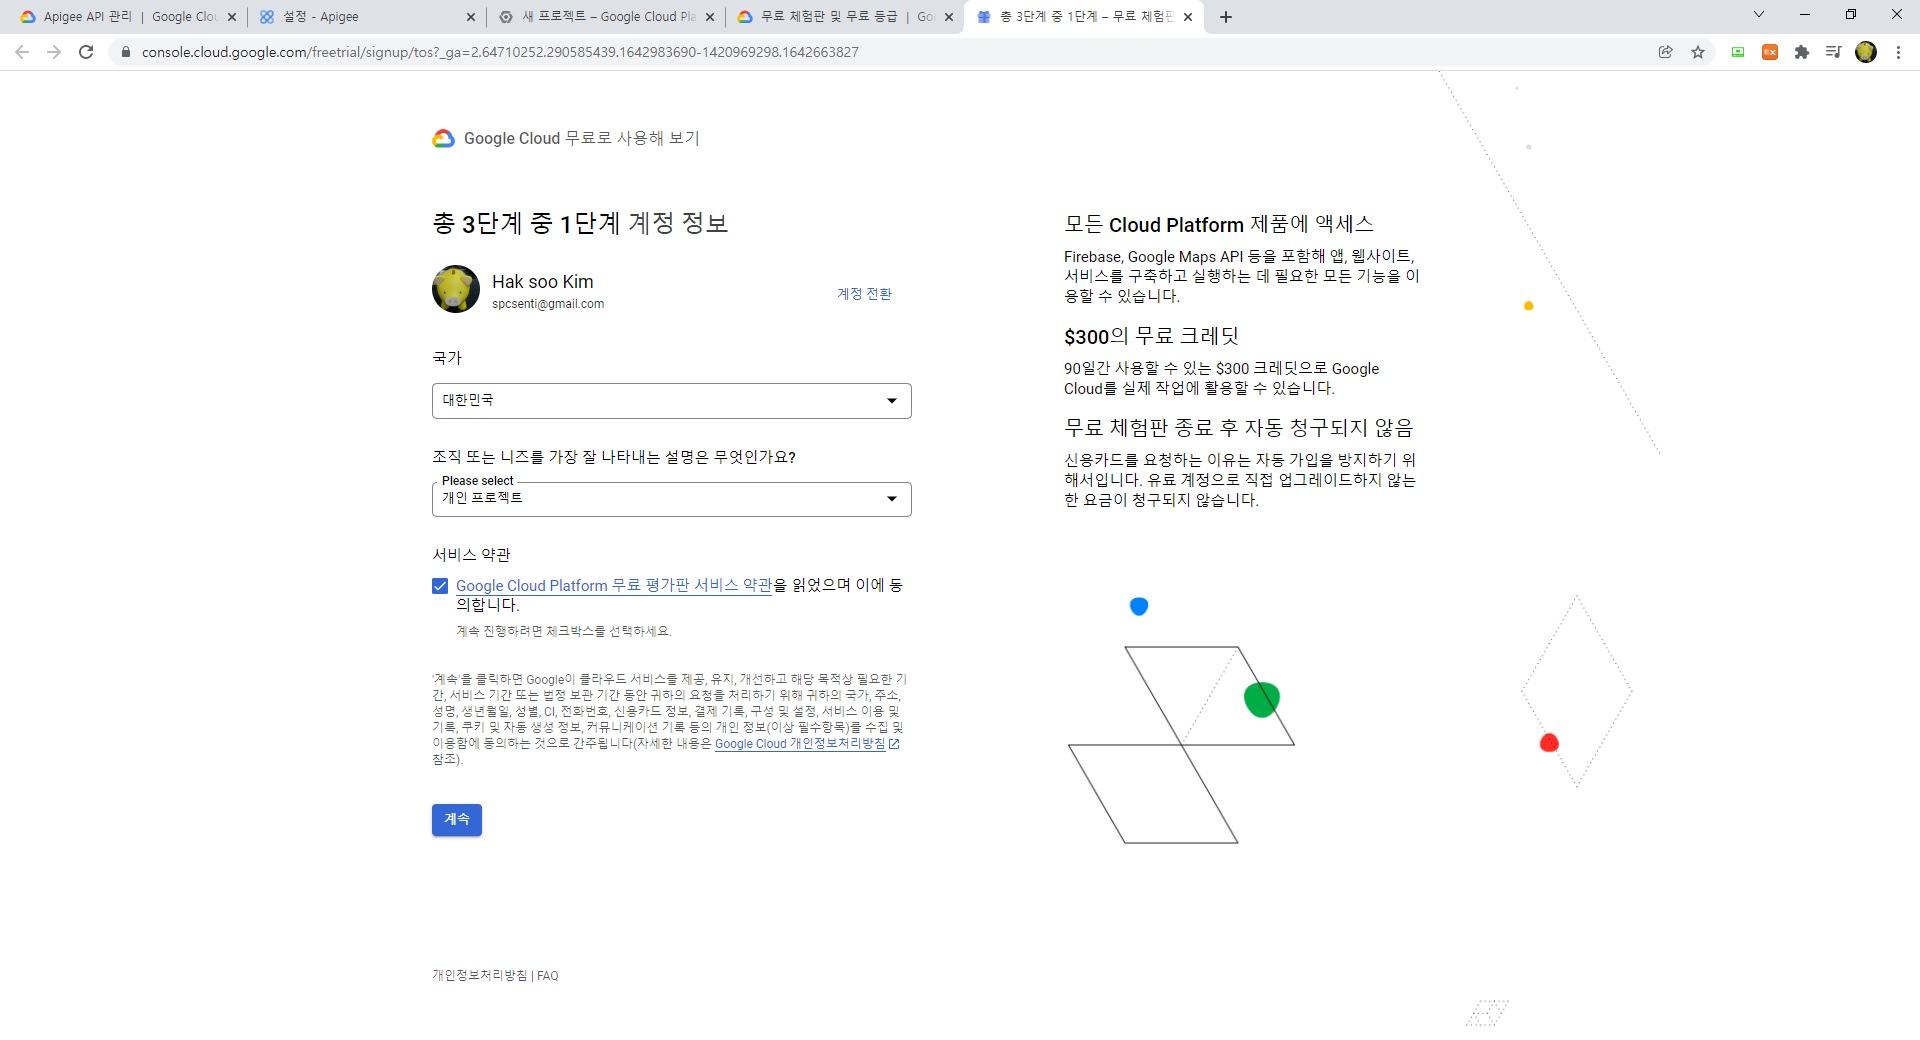 Apigee API 관리 | Google Clou
설정 - Apigee
새 프로젝트 – Google Cloud Pla
무료 체험판 및 무료 등급 | Goo
총 3단계 중 1단계 – 무료 체험판
console.cloud.google.com/freetrial/signup/tos?_ga=2.64710252.290585439.1642983690-1420969298.1642663827
Google Cloud 무료로 사용해 보기
총 3단계 중 1단계 계정 정보
Hak soo Kim
spcsenti@gmail.com
계정 전환
국가
대한민국
조직 또는 니즈를 가장 잘 나타내는 설명은 무엇인가요?
Please select
개인 프로젝트
서비스 약관
Google Cloud Platform 무료 평가판 서비스 약관을 읽었으며 이에 동
의합니다.
계속 진행하려면 체크박스를 선택하세요.
'계속'을 클릭하면 Google이 클라우드 서비스를 제공, 유지, 개선하고 해당 목적상 필요한 기
간, 서비스 기간 또는 법정 보관 기간 동안 귀하의 요청을 처리하기 위해 귀하의 국가, 주소,
성명, 생년월일, 성별, CI, 전화번호, 신용카드 정보, 결제 기록, 구성 및 설정, 서비스 이용 및
기록, 쿠키 및 자동 생성 정보, 커뮤니케이션 기록 등의 개인 정보(이상 필수항목)를 수집 및
이용함에 동의하는 것으로 간주됩니다(자세한 내용은 Google Cloud 개인정보처리방침
참조).
계속
모든 Cloud Platform 제품에 액세스
Firebase, Google Maps API 등을 포함해 앱, 웹사이트,
서비스를 구축하고 실행하는 데 필요한 모든 기능을 이
용할 수 있습니다.
$300의 무료 크레딧
90일간 사용할 수 있는 $300 크레딧으로 Google
Cloud를 실제 작업에 활용할 수 있습니다.
무료 체험판 종료 후 자동 청구되지 않음
신용카드를 요청하는 이유는 자동 가입을 방지하기 위
해서입니다. 유료 계정으로 직접 업그레이드하지 않는
한 요금이 청구되지 않습니다.
개인정보처리방침 | FAQ